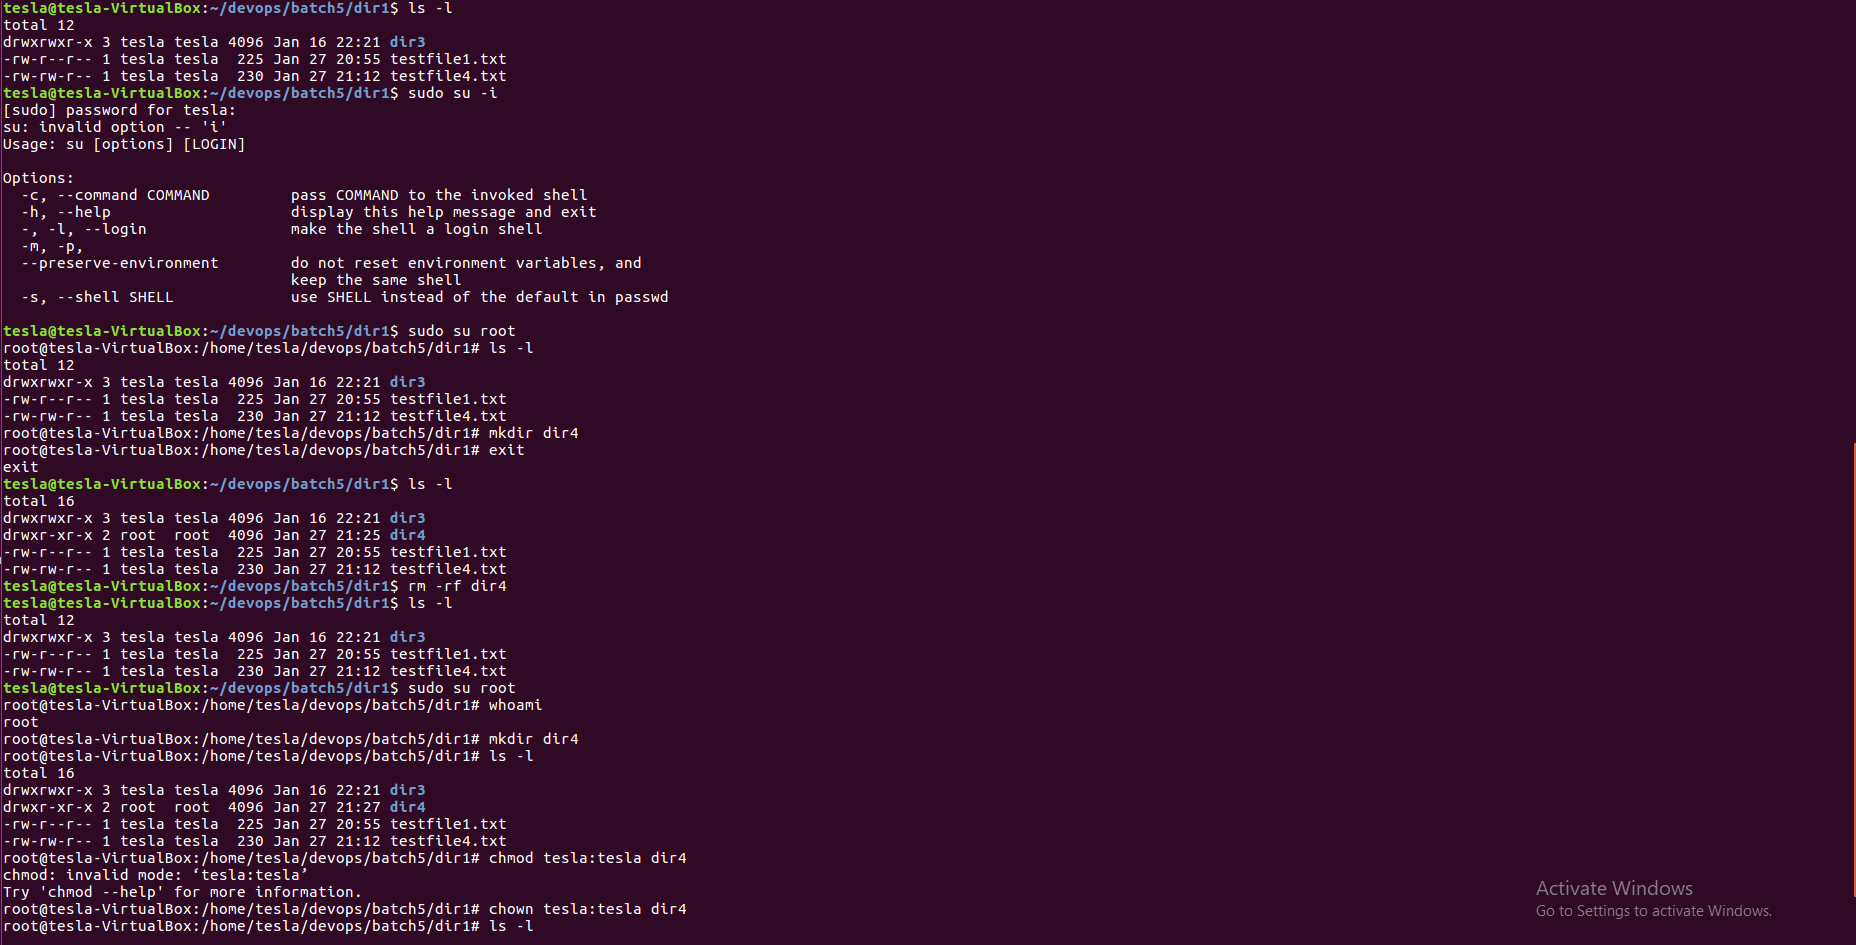 tesla@tesla-VirtualBox:~/devops/batch5/dir1$ ls -l
total 12
drwxrwxr-x 3 tesla tesla 4096 Jan 16 22:21 dir3
-rw-r--r-- 1 tesla tesla  225 Jan 27 20:55 testfile1.txt
-rw-rw-r-- 1 tesla tesla  230 Jan 27 21:12 testfile4.txt
tesla@tesla-VirtualBox:~/devops/batch5/dir1$ sudo su -i
[sudo] password for tesla:
su: invalid option -- 'i'
Usage: su [options] [LOGIN]

Options:
  -c, --command COMMAND         pass COMMAND to the invoked shell
  -h, --help                    display this help message and exit
  -, -l, --login                make the shell a login shell
  -m, -p,
  --preserve-environment        do not reset environment variables, and
                                keep the same shell
  -s, --shell SHELL             use SHELL instead of the default in passwd

tesla@tesla-VirtualBox:~/devops/batch5/dir1$ sudo su root
root@tesla-VirtualBox:/home/tesla/devops/batch5/dir1# ls -l
total 12
drwxrwxr-x 3 tesla tesla 4096 Jan 16 22:21 dir3
-rw-r--r-- 1 tesla tesla  225 Jan 27 20:55 testfile1.txt
-rw-rw-r-- 1 tesla tesla  230 Jan 27 21:12 testfile4.txt
root@tesla-VirtualBox:/home/tesla/devops/batch5/dir1# mkdir dir4
root@tesla-VirtualBox:/home/tesla/devops/batch5/dir1# exit
exit
tesla@tesla-VirtualBox:~/devops/batch5/dir1$ ls -l
total 16
drwxrwxr-x 3 tesla tesla 4096 Jan 16 22:21 dir3
drwxr-xr-x 2 root  root  4096 Jan 27 21:25 dir4
-rw-r--r-- 1 tesla tesla  225 Jan 27 20:55 testfile1.txt
-rw-rw-r-- 1 tesla tesla  230 Jan 27 21:12 testfile4.txt
tesla@tesla-VirtualBox:~/devops/batch5/dir1$ rm -rf dir4
tesla@tesla-VirtualBox:~/devops/batch5/dir1$ ls -l
total 12
drwxrwxr-x 3 tesla tesla 4096 Jan 16 22:21 dir3
-rw-r--r-- 1 tesla tesla  225 Jan 27 20:55 testfile1.txt
-rw-rw-r-- 1 tesla tesla  230 Jan 27 21:12 testfile4.txt
tesla@tesla-VirtualBox:~/devops/batch5/dir1$ sudo su root
root@tesla-VirtualBox:/home/tesla/devops/batch5/dir1# whoami
root
root@tesla-VirtualBox:/home/tesla/devops/batch5/dir1# mkdir dir4
root@tesla-VirtualBox:/home/tesla/devops/batch5/dir1# ls -l
total 16
drwxrwxr-x 3 tesla tesla 4096 Jan 16 22:21 dir3
drwxr-xr-x 2 root  root  4096 Jan 27 21:27 dir4
-rw-r--r-- 1 tesla tesla  225 Jan 27 20:55 testfile1.txt
-rw-rw-r-- 1 tesla tesla  230 Jan 27 21:12 testfile4.txt
root@tesla-VirtualBox:/home/tesla/devops/batch5/dir1# chmod tesla:tesla dir4
chmod: invalid mode: ‘tesla:tesla’
Try 'chmod --help' for more information.
root@tesla-VirtualBox:/home/tesla/devops/batch5/dir1# chown tesla:tesla dir4
root@tesla-VirtualBox:/home/tesla/devops/batch5/dir1# ls -l
Activate Windows
Go to Settings to activate Windows.